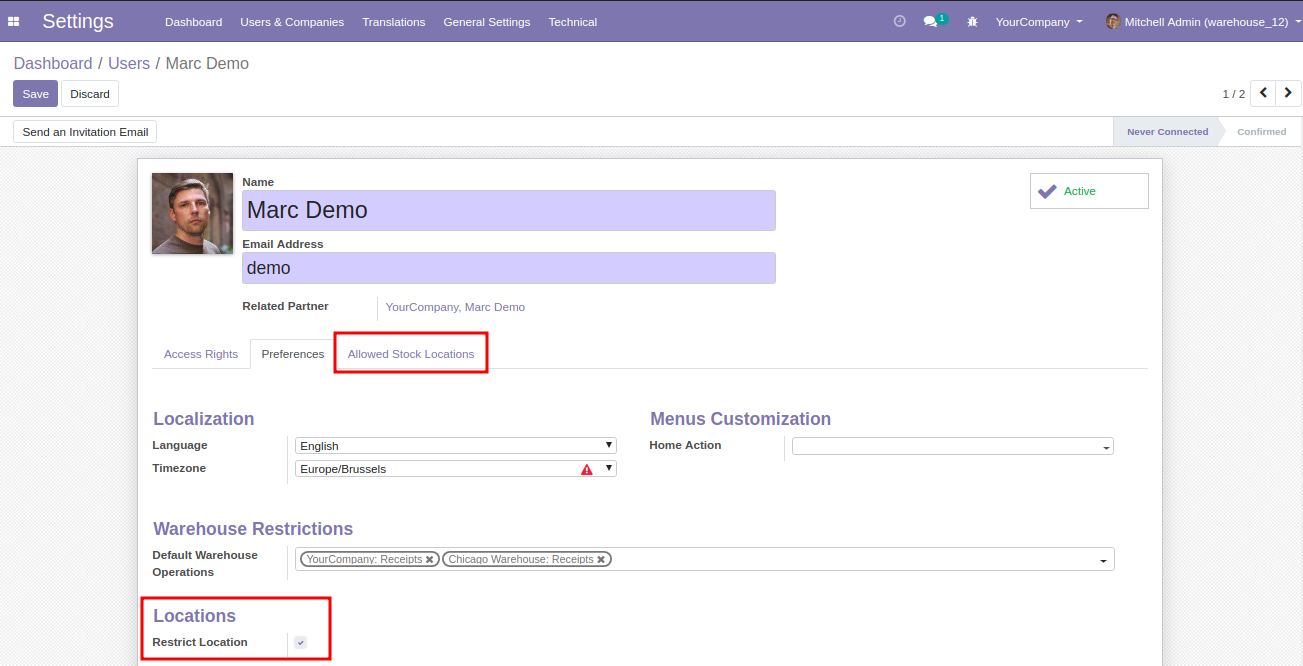 Settings Dashboard Users & Companies Translations General Settings Technical 1 YourCompany Mitchell Admin (warehouse_12)
Dashboard / Users / Marc Demo
Save Discard 1 / 2
Send an Invitation Email Never Connected Confirmed
Name
Marc Demo
Active
Email Address
demo
Related Partner YourCompany, Marc Demo
Access Rights Preferences Allowed Stock Locations
Localization Menus Customization
Language English Home Action
Timezone Europe/Brussels
Warehouse Restrictions
Default Warehouse Operations YourCompany: Receipts Chicago Warehouse: Receipts
Locations
Restrict Location